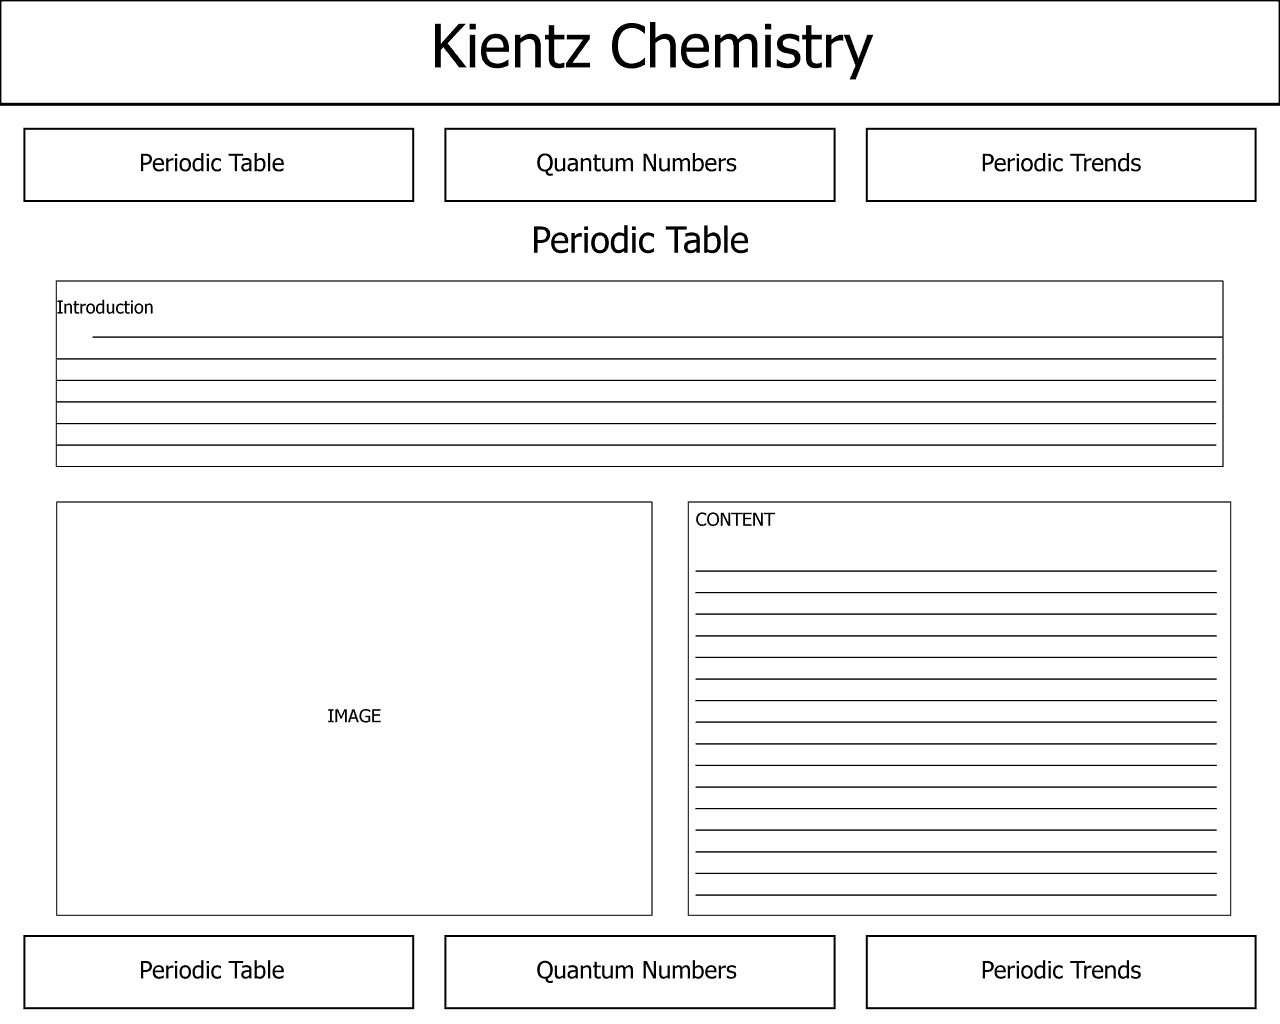 Kientz Chemistry
Periodic Table
Quantum Numbers
Periodic Trends
Periodic Table
Introduction
IMAGE
CONTENT
Periodic Table
Quantum Numbers
Periodic Trends